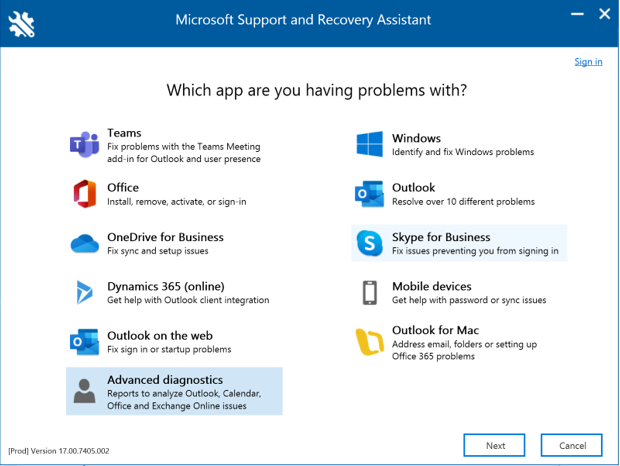 Microsoft Support and Recovery Assistant
Sign in
Which app are you having problems with?
Teams
Fix problems with the Teams Meeting
add-in for Outlook and user presence
Office
Install, remove, activate, or sign-in
OneDrive for Business
Fix sync and setup issues
Dynamics 365 (online)
Get help with Outlook client integration
Outlook on the web
Fix sign in or startup problems
Advanced diagnostics
Reports to analyze Outlook, Calendar,
Office and Exchange Online issues
Windows
Identify and fix Windows problems
Outlook
Resolve over 10 different problems
Skype for Business
Fix issues preventing you from signing in
Mobile devices
Get help with password or sync issues
Outlook for Mac
Address email, folders or setting up
Office 365 problems
[Prod] Version 17.00.7405.002
Next
Cancel